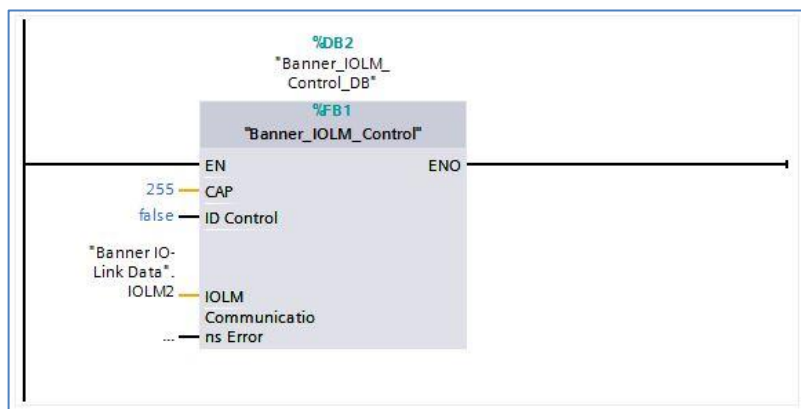 %DB2
"Banner_IOLM_
Control_DB"
%FB1
"Banner_IOLM_Control"
EN ENO
255 CAP
false ID Control
"Banner IO-
Link Data".
IOLM2 IOLM
Communicatio
... ns Error